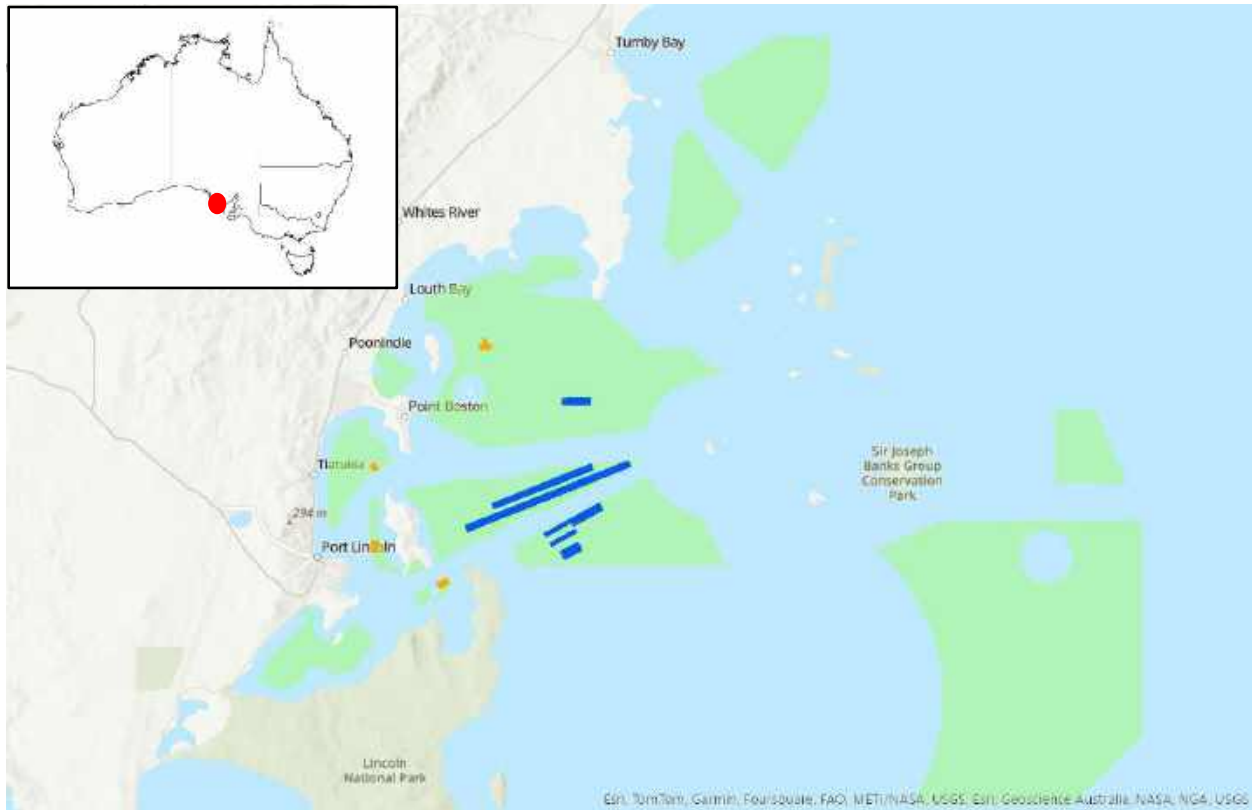 Tumby Bay
Whites River
Louth Bay
Poonindie
Point Boston
Tiatukia
294 m
Port Lincoln
Sir Joseph
Banks Group
Conservation
Park
Lincoln
National Park
Esri, TomTom, Garmin, Foursquare, FAO, METI/NASA, USGS, Esri, Geoscience Australia, NASA, NGA, USGS